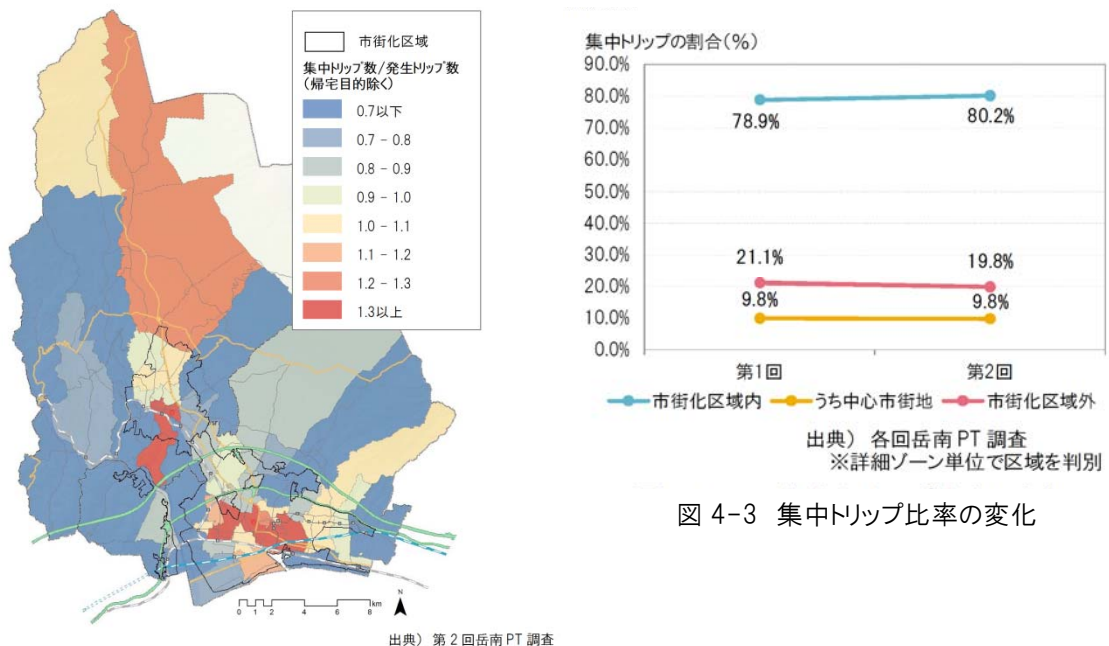 市街化区域
集中トリップ数/発生トリップ数
(帰宅目的除く)
0.7以下
0.7 - 0.8
0.8 - 0.9
0.9 - 1.0
1.0 - 1.1
1.1 - 1.2
1.2 - 1.3
1.3以上
N
0 1 2 4 6 8
km
出典) 第2回岳南PT調査
集中トリップの割合(%)
90.0%
80.0%
70.0%
60.0%
50.0%
40.0%
30.0%
20.0%
10.0%
0.0%
78.9%
80.2%
21.1%
19.8%
9.8%
9.8%
第1回
第2回
市街化区域内
うち中心市街地
市街化区域外
出典) 各回岳南PT調査
※詳細ゾーン単位で区域を判別
図 4-3 集中トリップ比率の変化